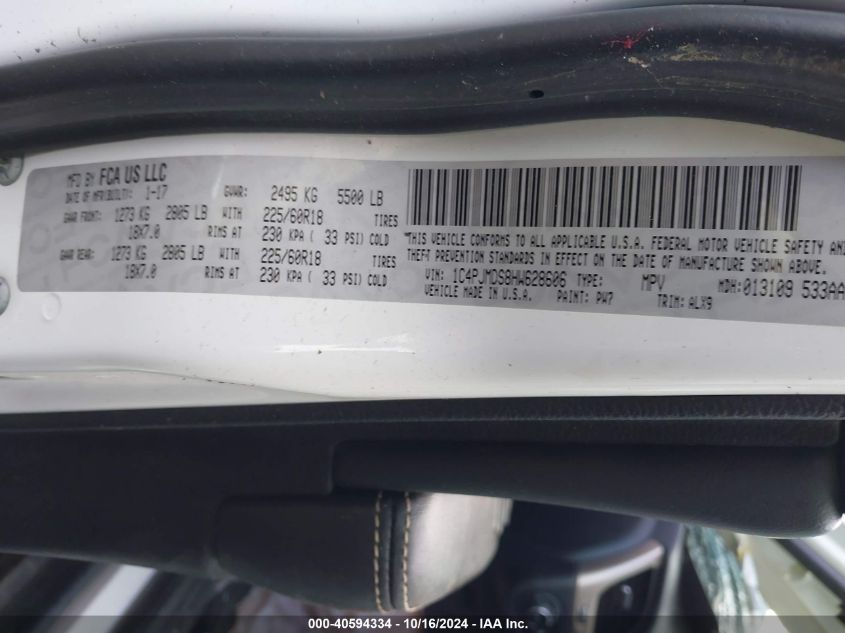 MFD BY FCA US LLC
DATE OF MFR(BUILT): 1-17 GVWR: 2495 KG 5500 LB
GAWR FRONT: 1273 KG 2805 LB WITH 225/60R18 TIRES
18X7.0 RIMS AT 230 KPA ( 33 PSI) COLD
GAWR REAR: 1273 KG 2805 LB WITH 225/60R18 TIRES
18X7.0 RIMS AT 230 KPA ( 33 PSI) COLD
*THIS VEHICLE CONFORMS TO ALL APPLICABLE U.S.A. FEDERAL MOTOR VEHICLE SAFETY AN
THEFT PREVENTION STANDARDS IN EFFECT ON THE DATE OF MANUFACTURE SHOWN ABOVE.
VIN: 1C4PJMDS8HW628606 TYPE: MPV MDH: 013109 533AA
VEHICLE MADE IN U.S.A. PAINT: PW7 TRIM: ALX9
000-40594334 - 10/16/2024 - IAA Inc.